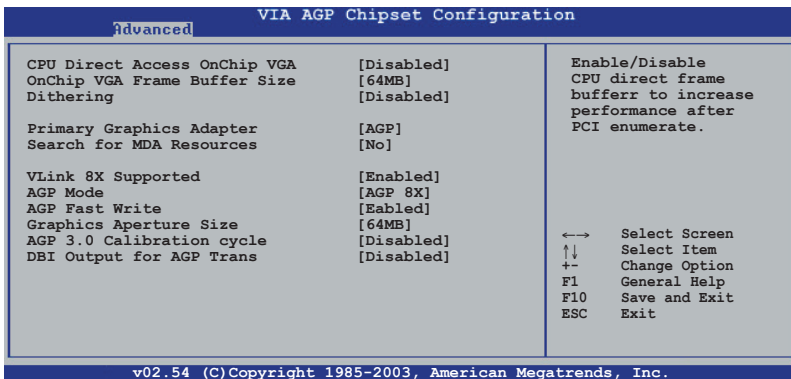 VIA AGP Chipset Configuration
Advanced
CPU Direct Access OnChip VGA [Disabled]
OnChip VGA Frame Buffer Size [64MB]
Dithering [Disabled]
Primary Graphics Adapter [AGP]
Search for MDA Resources [No]
VLink 8X Supported [Enabled]
AGP Mode [AGP 8X]
AGP Fast Write [Eabled]
Graphics Aperture Size [64MB]
AGP 3.0 Calibration cycle [Disabled]
DBI Output for AGP Trans [Disabled]
Enable/Disable
CPU direct frame
bufferr to increase
performance after
PCI enumerate.
←→ Select Screen
↑↓ Select Item
+- Change Option
F1 General Help
F10 Save and Exit
ESC Exit
v02.54 (C)Copyright 1985-2003, American Megatrends, Inc.